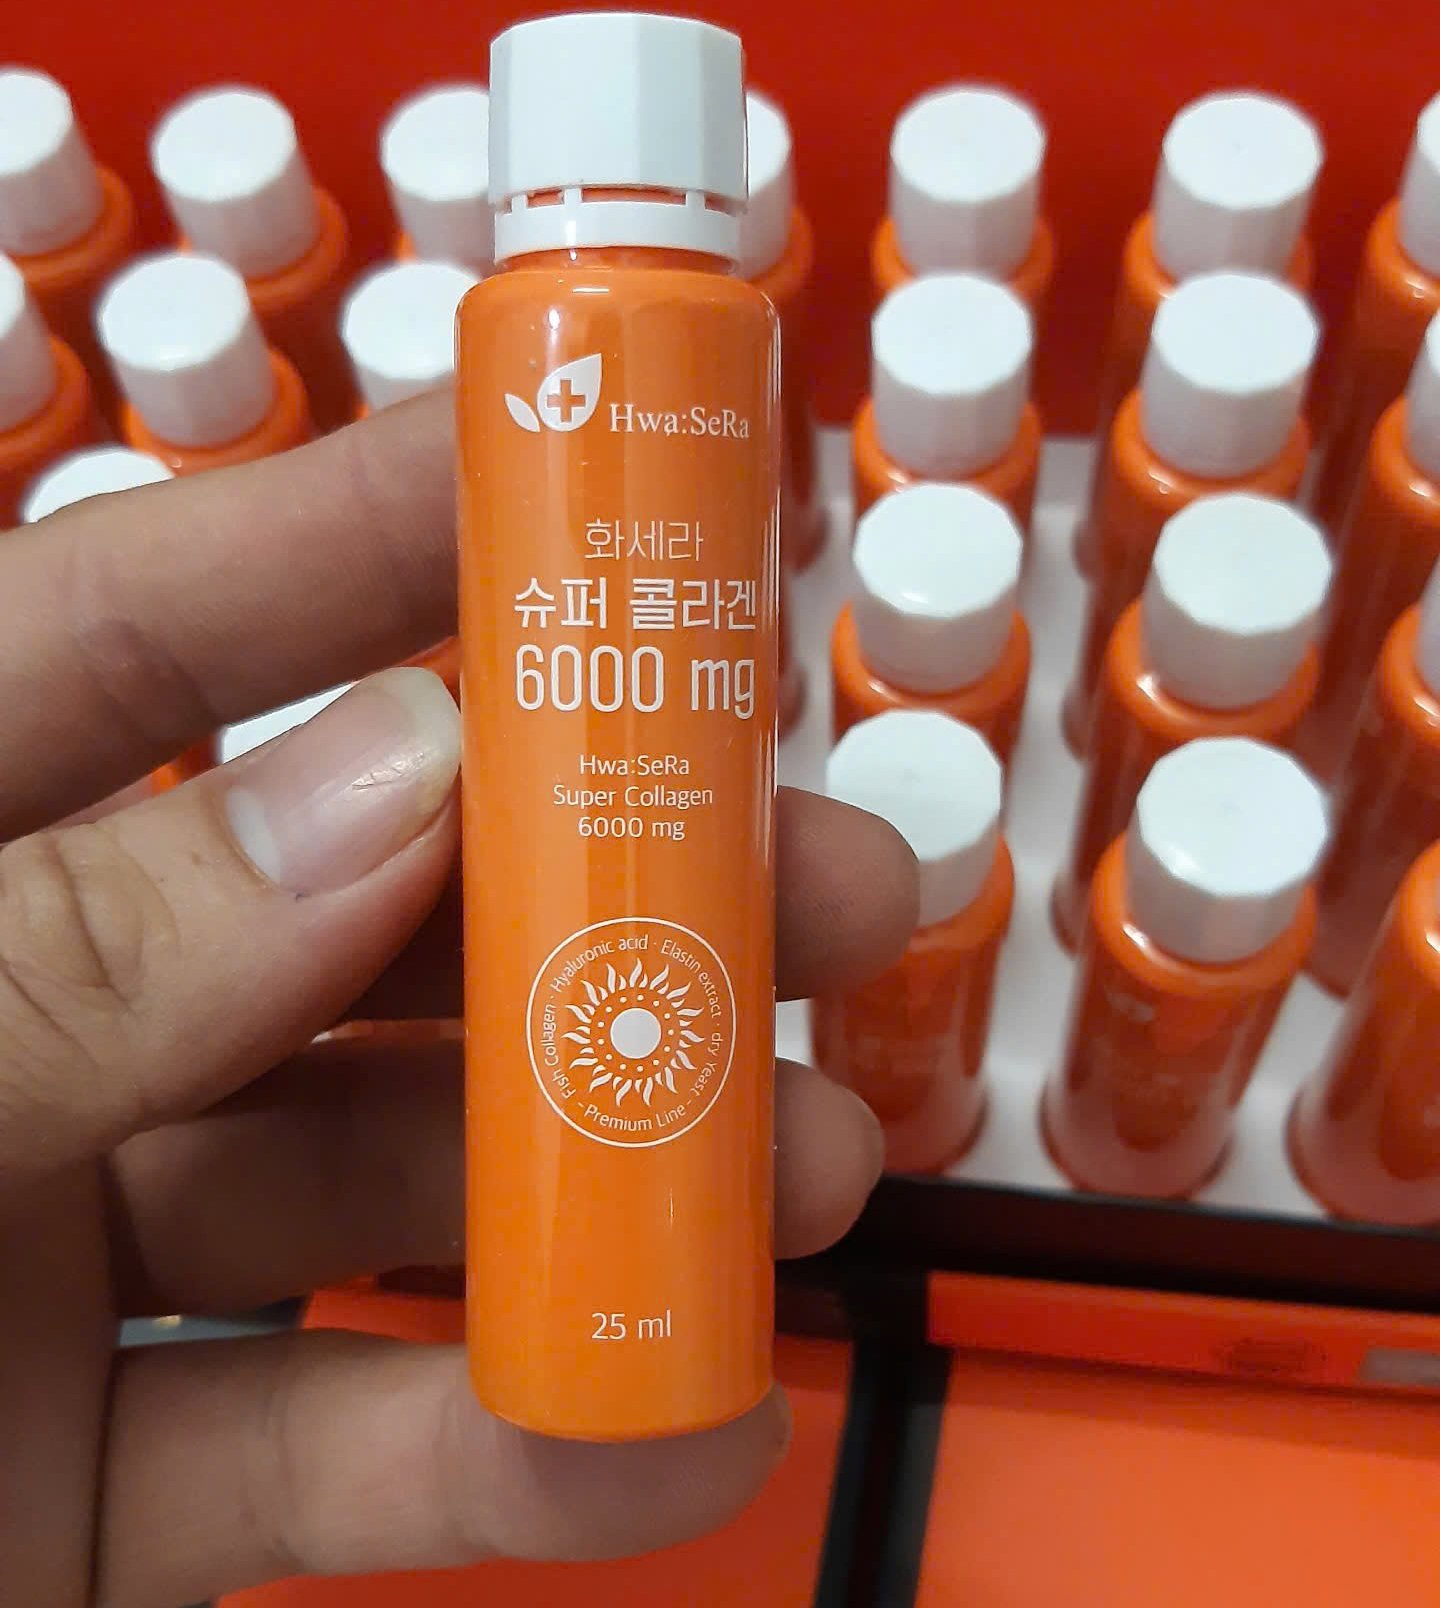 Hwa:SeRa
화세라
슈퍼 콜라겐
6000 mg
Hwa:SeRa
Super Collagen
6000 mg
Fish Collagen · Hyaluronic acid · Elastin extract · dry Yeast
- Premium Line -
25 ml